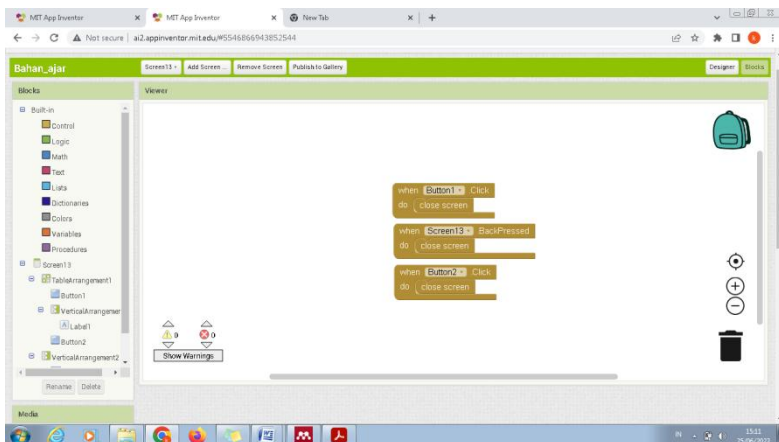 MIT App Inventor
MIT App Inventor
New Tab
Not secure | ai2.appinventor.mit.edu/#5546866943852544
Bahan_ajar
Screen13
Add Screen ...
Remove Screen
Publish to Gallery
Designer
Blocks
Blocks
Viewer
Built-in
Control
Logic
Math
Text
Lists
Dictionaries
Colors
Variables
Procedures
Screen13
TableArrangement1
Button1
VerticalArrangemer
Label1
Button2
VerticalArrangement2
Rename
Delete
Media
when Button1 .Click
do close screen
when Screen13 .BackPressed
do close screen
when Button2 .Click
do close screen
0
0
Show Warnings
IN
15:11